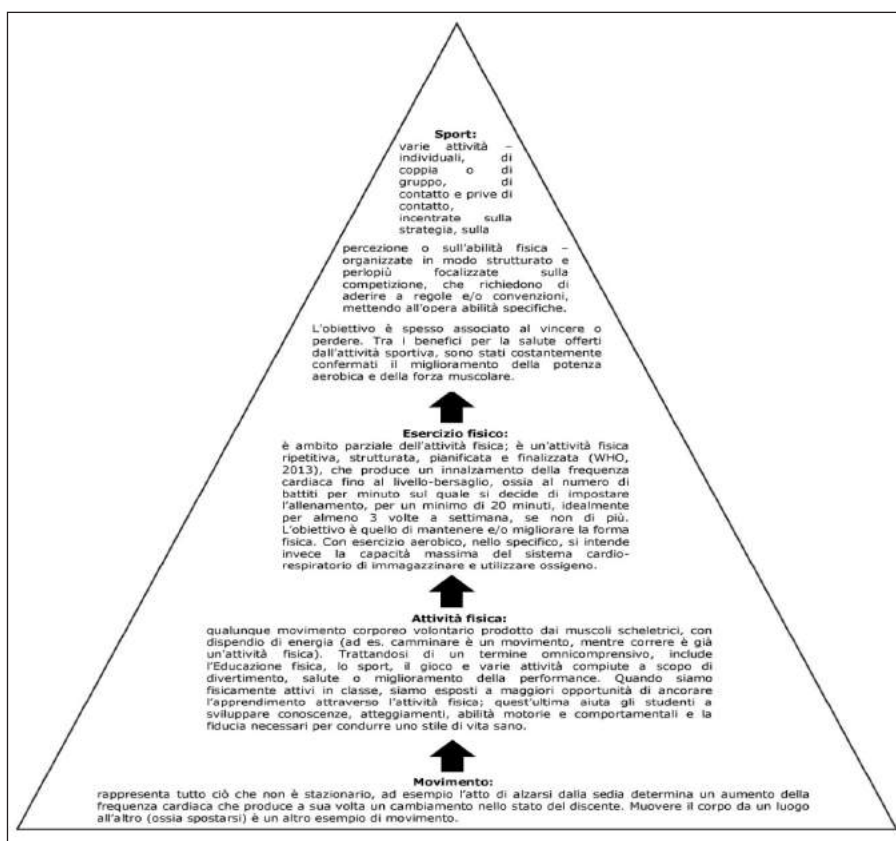 Sport:
varie attività –
individuali, di
coppia o di
gruppo, di
contatto e prive di
contatto,
incentrate sulla
strategia, sulla
percezione o sull'abilità fisica –
organizzate in modo strutturato e
perlopiù focalizzate sulla
competizione, che richiedono di
aderire a regole e/o convenzioni,
mettendo all'opera abilità specifiche.
L'obiettivo è spesso associato al vincere o
perdere. Tra i benefici per la salute offerti
dall'attività sportiva, sono stati costantemente
confermati il miglioramento della potenza
aerobica e della forza muscolare.
Esercizio fisico:
è ambito parziale dell'attività fisica; è un'attività fisica
ripetitiva, strutturata, pianificata e finalizzata (WHO,
2013), che produce un innalzamento della frequenza
cardiaca fino al livello-bersaglio, ossia al numero di
battiti per minuto sul quale si decide di impostare
l'allenamento, per un minimo di 20 minuti, idealmente
per almeno 3 volte a settimana, se non di più.
L'obiettivo è quello di mantenere e/o migliorare la forma
fisica. Con esercizio aerobico, nello specifico, si intende
invece la capacità massima del sistema cardio-
respiratorio di immagazzinare e utilizzare ossigeno.
Attività fisica:
qualunque movimento corporeo volontario prodotto dai muscoli scheletrici, con
dispendio di energia (ad es. camminare è un movimento, mentre correre è già
un'attività fisica). Trattandosi di un termine omnicomprensivo, include
l'Educazione fisica, lo sport, il gioco e varie attività compiute a scopo di
divertimento, salute o miglioramento della performance. Quando siamo
fisicamente attivi in classe, siamo esposti a maggiori opportunità di ancorare
l'apprendimento attraverso l'attività fisica; quest'ultima aiuta gli studenti a
sviluppare conoscenze, atteggiamenti, abilità motorie e comportamentali e la
fiducia necessari per condurre uno stile di vita sano.
Movimento:
rappresenta tutto ciò che non è stazionario, ad esempio l'atto di alzarsi dalla sedia determina un aumento della
frequenza cardiaca che produce a sua volta un cambiamento nello stato del discente. Muovere il corpo da un luogo
all'altro (ossia spostarsi) è un altro esempio di movimento.